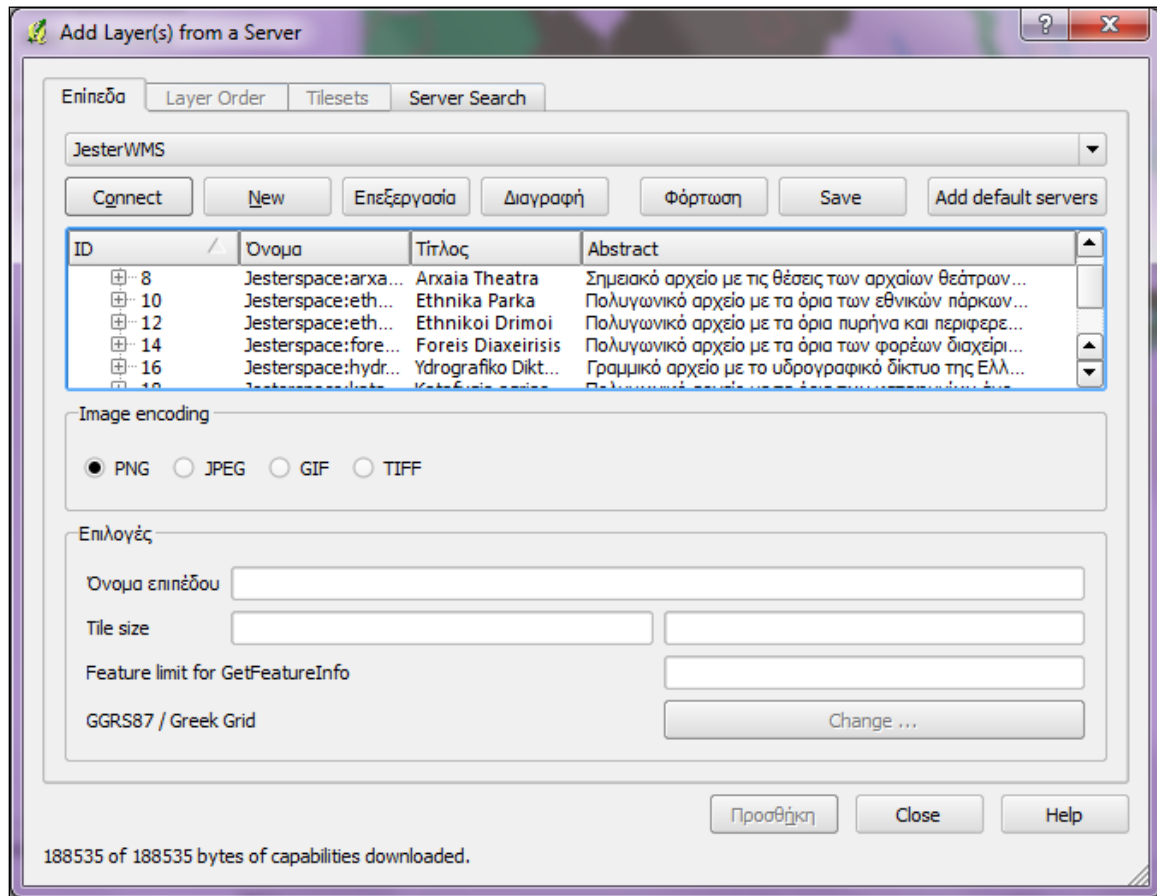 Add Layer(s) from a Server
Επίπεδα Layer Order Tilesets Server Search
JesterWMS
Connect New Επεξεργασία Διαγραφή Φόρτωση Save Add default servers
ID Όνομα Τίτλος Abstract
8 Jesterspace:arxa... Arxaia Theatra Σημειακό αρχείο με τις θέσεις των αρχαίων θεάτρων...
10 Jesterspace:eth... Ethnika Parka Πολυγωνικό αρχείο με τα όρια των εθνικών πάρκων...
12 Jesterspace:eth... Ethnikoi Drimoi Πολυγωνικό αρχείο με τα όρια πυρήνα και περιφερε...
14 Jesterspace:fore... Foreis Diaxeirisis Πολυγωνικό αρχείο με τα όρια των φορέων διαχείρι...
16 Jesterspace:hydr... Ydrografiko Dikt... Γραμμικό αρχείο με το υδρογραφικό δίκτυο της Ελλ...
Image encoding
PNG JPEG GIF TIFF
Επιλογές
Όνομα επιπέδου
Tile size
Feature limit for GetFeatureInfo
GGRS87 / Greek Grid Change ...
Προσθήκη Close Help
188535 of 188535 bytes of capabilities downloaded.